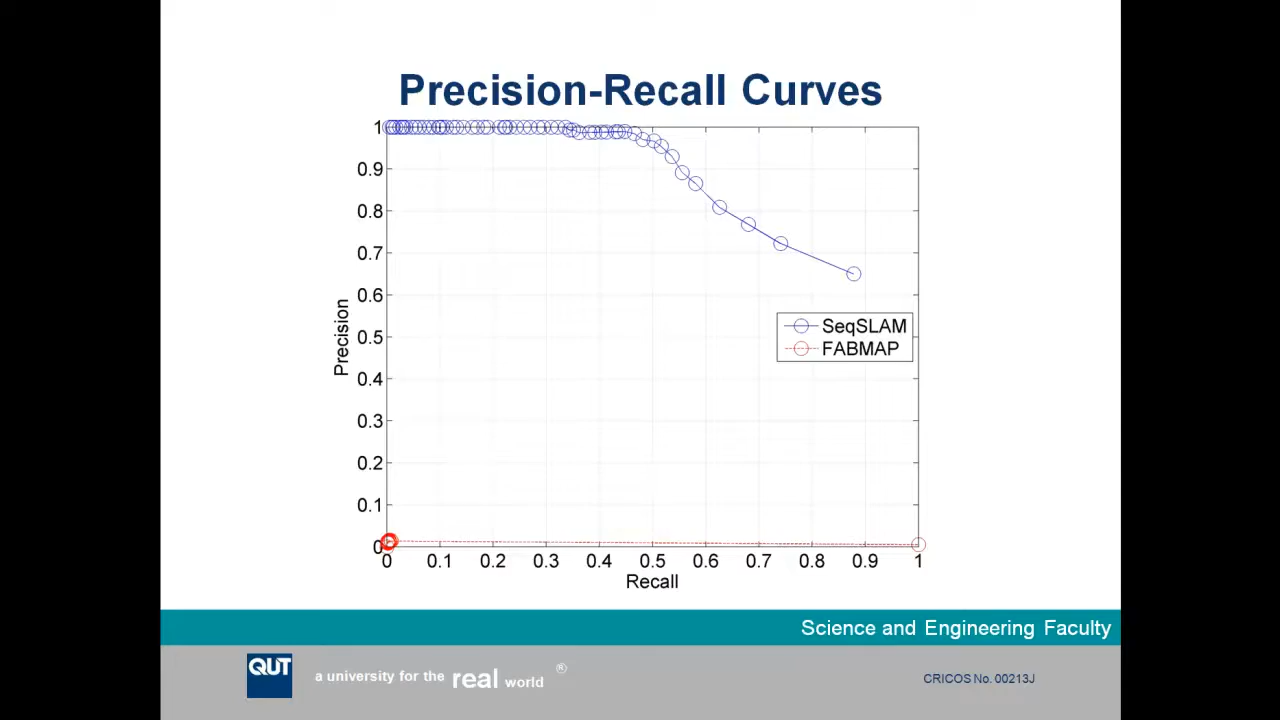 Precision-Recall Curves
1
0.9
0.8
0.7
0.6
0.5
0.4
0.3
0.2
0.1
0
Precision
SeqSLAM
FABMAP
0 0.1 0.2 0.3 0.4 0.5 0.6 0.7 0.8 0.9 1
Recall
Science and Engineering Faculty
QUT
a university for the real world ®
CRICOS No. 00213J